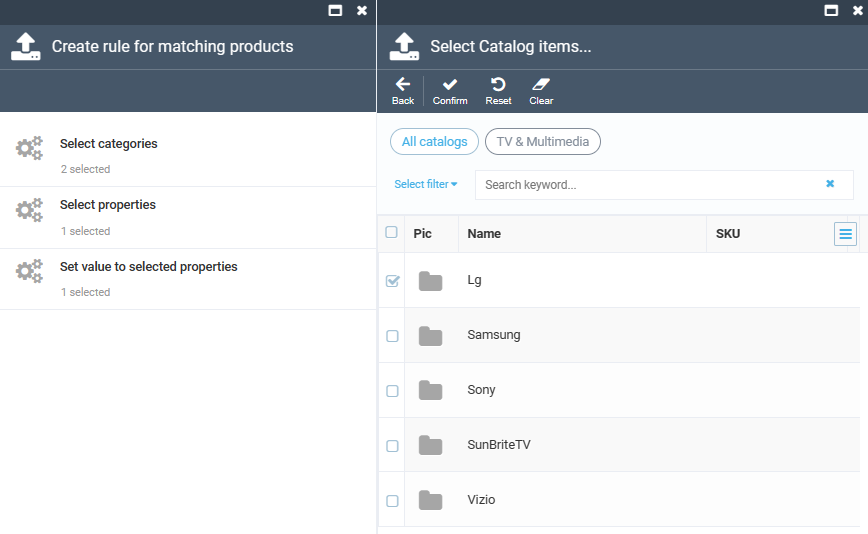 Create rule for matching products
Select categories
2 selected
Select properties
1 selected
Set value to selected properties
1 selected
Select Catalog items...
Back Confirm Reset Clear
All catalogs TV & Multimedia
Select filter Search keyword...
Pic Name SKU
Lg
Samsung
Sony
SunBriteTV
Vizio